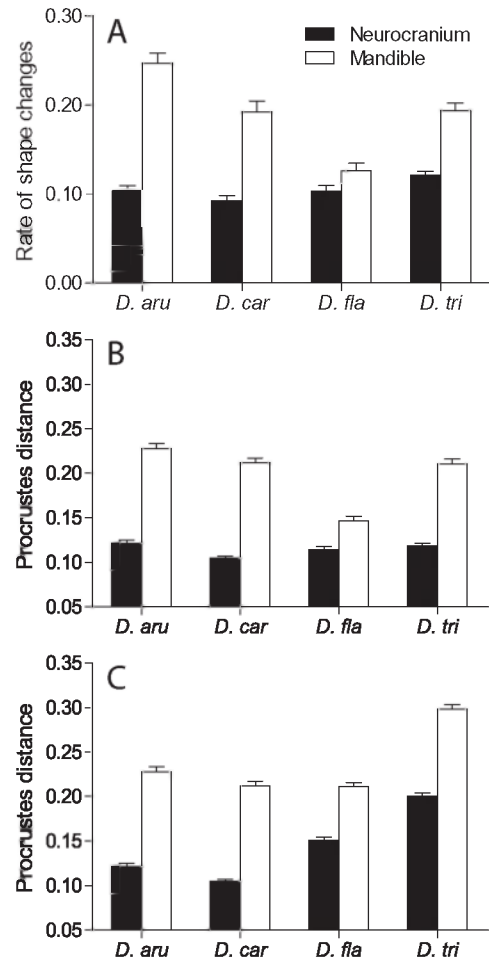 A
Neurocranium
Mandible
Rate of shape changes
0.30
0.20
0.10
0.00
D. aru D. car D. fla D. tri
B
Procrustes distance
0.35
0.30
0.25
0.20
0.15
0.10
0.05
D. aru D. car D. fla D. tri
C
Procrustes distance
0.35
0.30
0.25
0.20
0.15
0.10
0.05
D. aru D. car D. fla D. tri